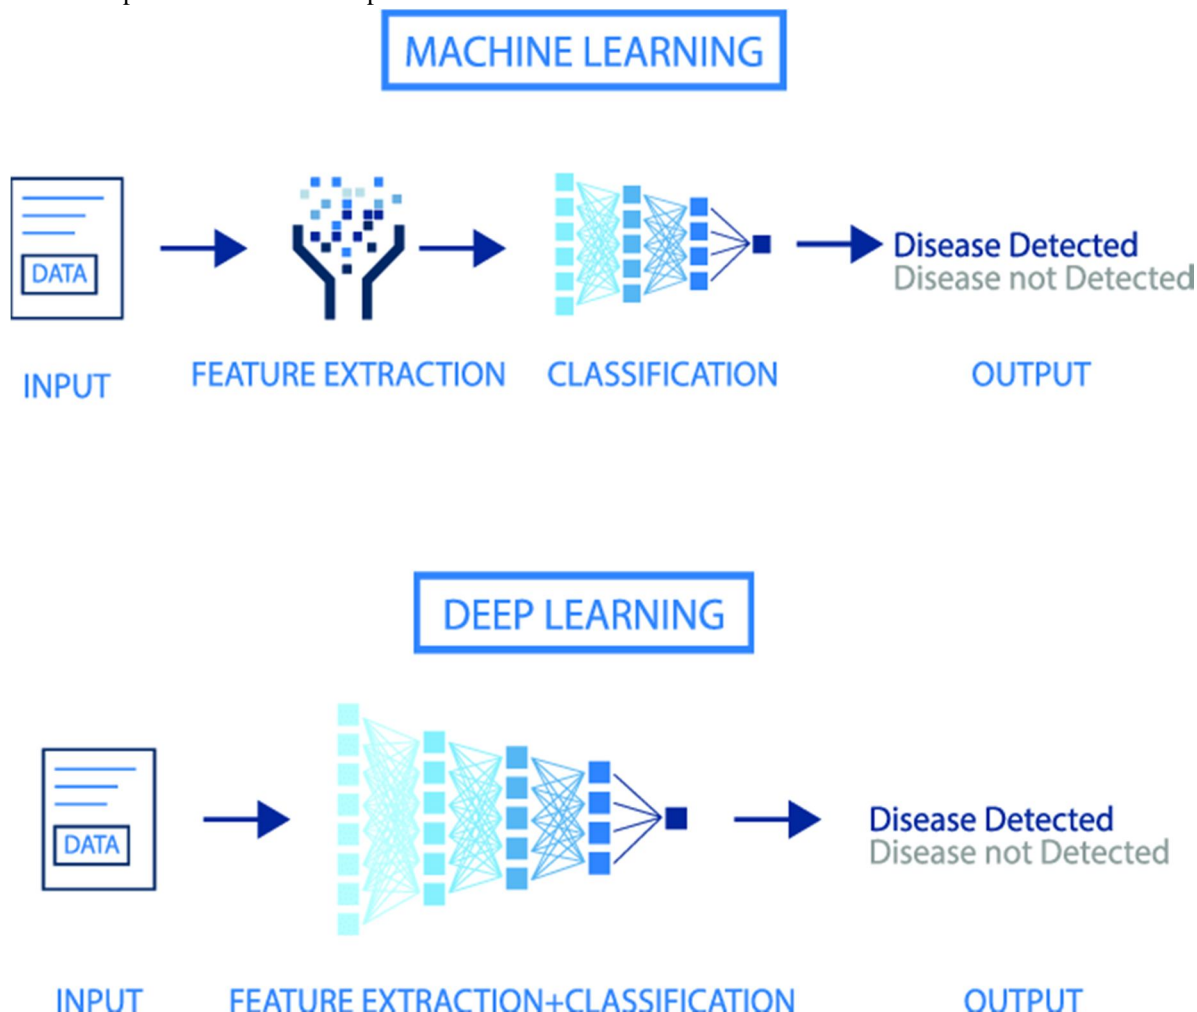 MACHINE LEARNING
DATA
Disease Detected
Disease not Detected
INPUT
FEATURE EXTRACTION
CLASSIFICATION
OUTPUT
DEEP LEARNING
DATA
Disease Detected
Disease not Detected
INPUT
FEATURE EXTRACTION+CLASSIFICATION
OUTPUT